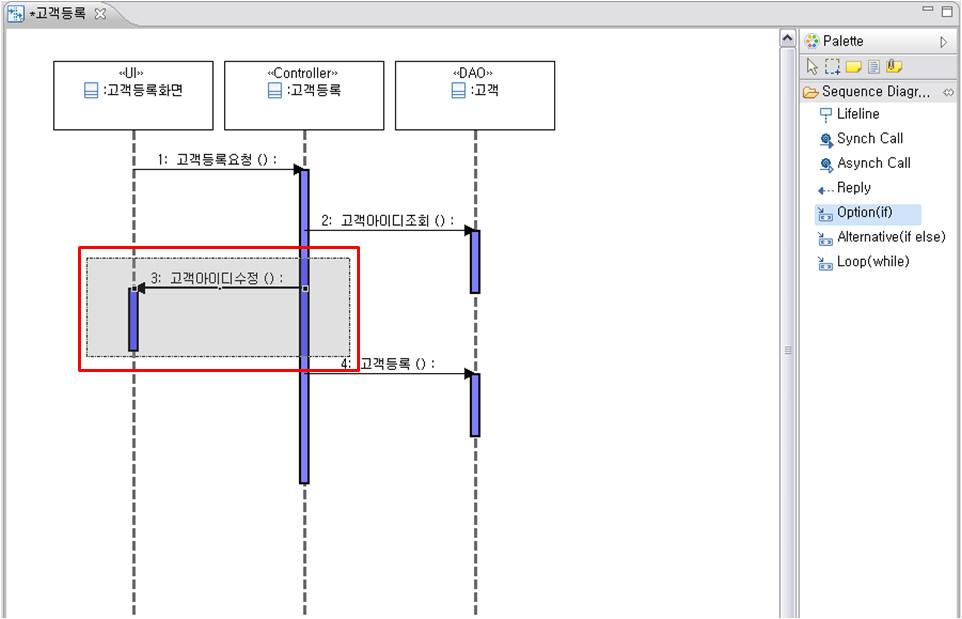 *고객등록
«UI»
:고객등록화면
«Controller»
:고객등록
«DAO»
:고객
1: 고객등록요청 () :
2: 고객아이디조회 () :
3: 고객아이디수정 () :
4: 고객등록 () :
Palette
Sequence Diagr...
Lifeline
Synch Call
Asynch Call
Reply
Option(if)
Alternative(if else)
Loop(while)